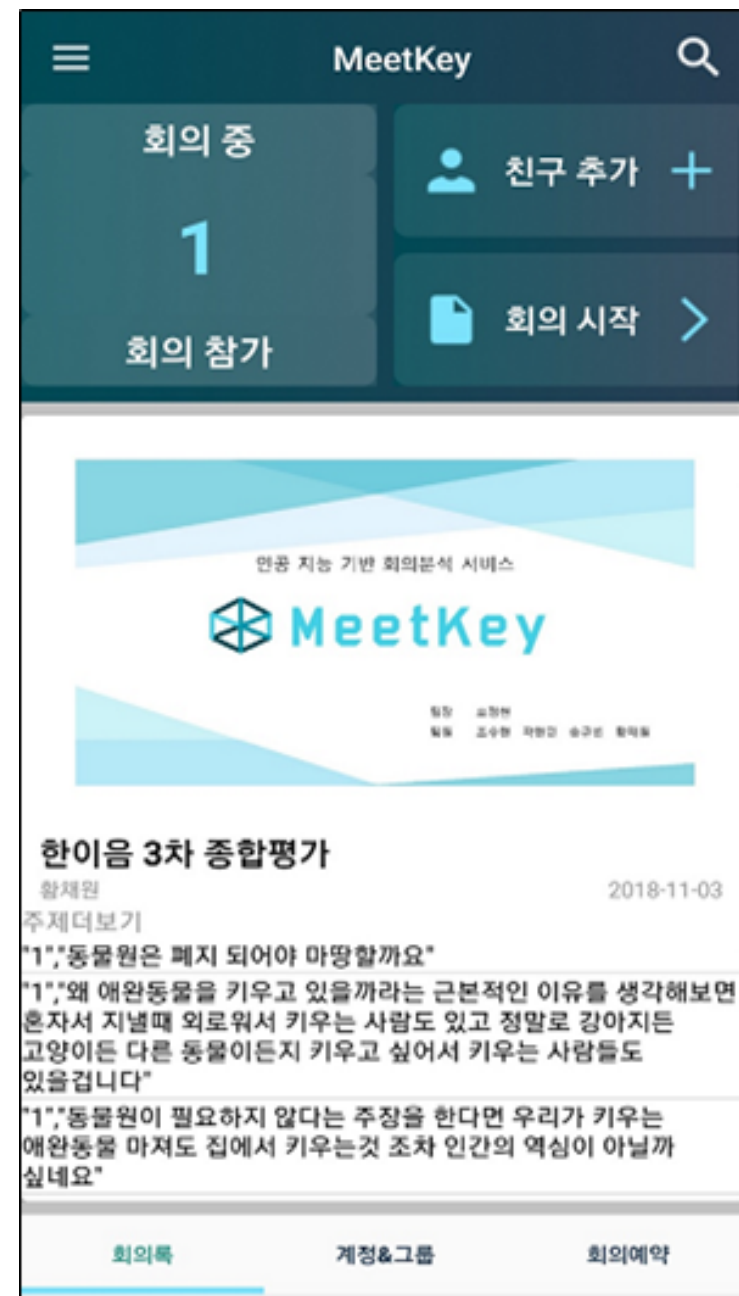 MeetKey
회의 중
1
회의 참가
친구 추가
회의 시작
인공 지능 기반 회의분석 서비스
MeetKey
팀장
팀원
한이음 3차 종합평가
황채원
2018-11-03
주제더보기
"1","동물원은 폐지 되어야 마땅할까요"
"1","왜 애완동물을 키우고 있을까라는 근본적인 이유를 생각해보면
혼자서 지낼때 외로워서 키우는 사람도 있고 정말로 강아지든
고양이든 다른 동물이든지 키우고 싶어서 키우는 사람들도
있을겁니다"
"1","동물원이 필요하지 않다는 주장을 한다면 우리가 키우는
애완동물 마져도 집에서 키우는것 조차 인간의 역심이 아닐까
싶네요"
회의록
계정&그룹
회의예약